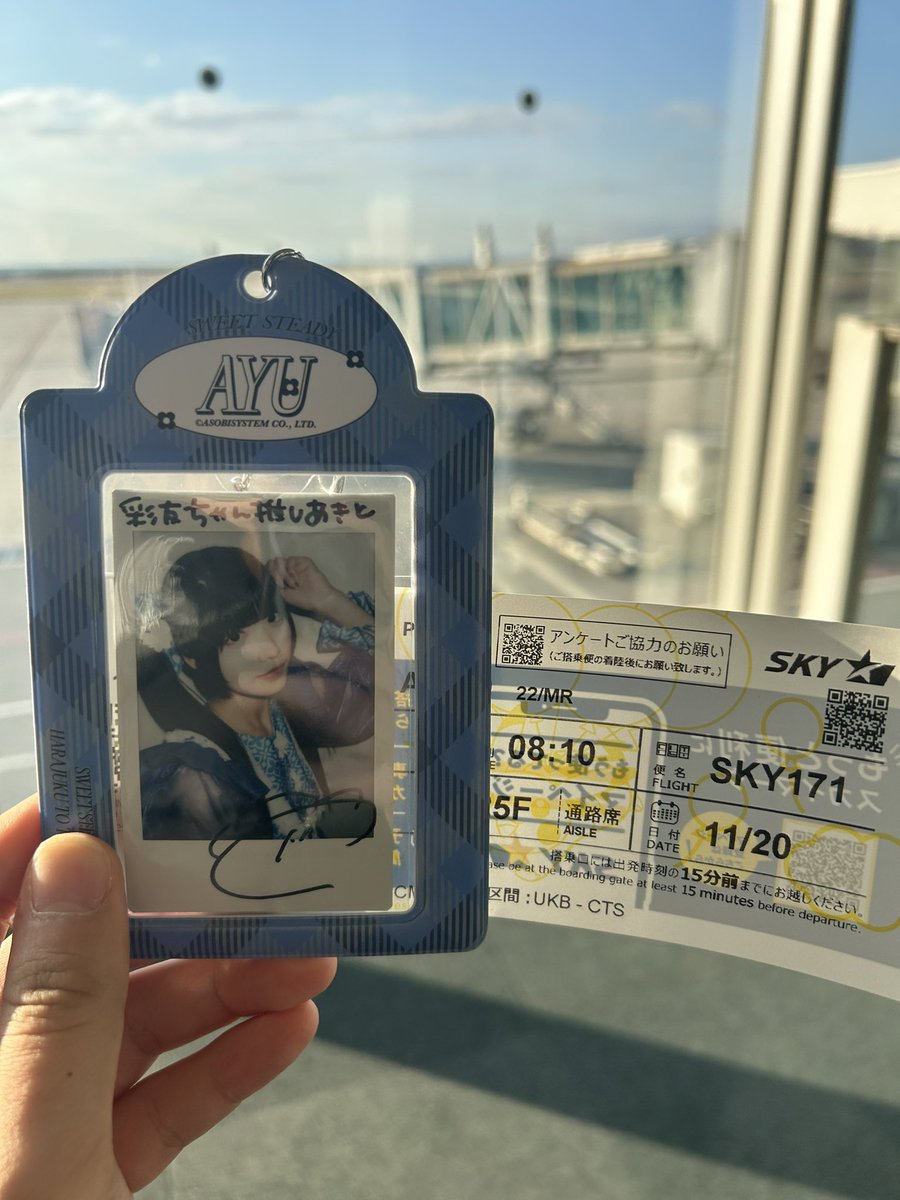 SWEET STEADY
AYU
©ASOBISYSTEM CO., LTD.
彩友ちゃん推しあきと
HARAJUKU TO
アンケートご協力のお願い
(ご搭乗便の着陸後にお願い致します。)
SKY
22/MR
08:10
便名
FLIGHT
SKY171
5F
通路席
AISLE
日付
DATE
11/20
搭乗口には出発時刻の15分前までにお越しください。
be at the boarding gate at least 15 minutes before departure.
区間:UKB - CTS